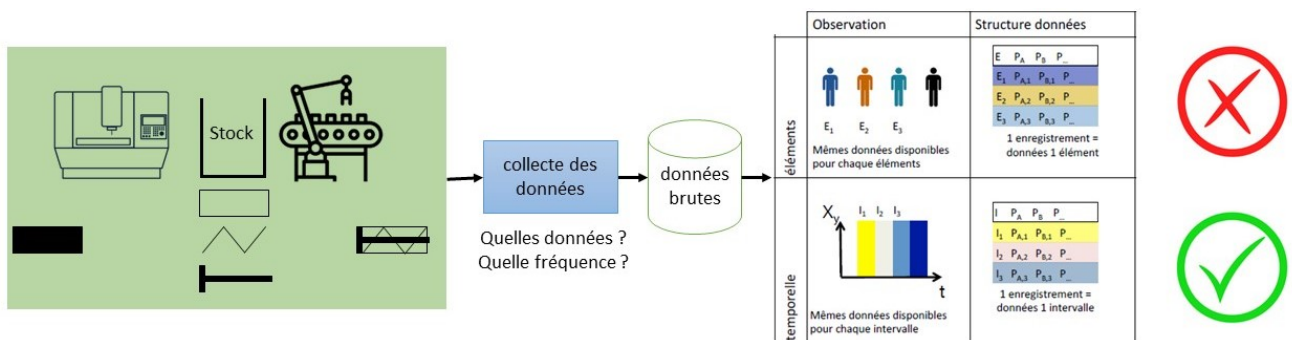 Stock
collecte des
données
Quelles données ?
Quelle fréquence ?
données
brutes
Observation
Structure données
éléments
E₁ E₂ E₃
Mêmes données disponibles
pour chaque éléments
E P_A P_B P_...
E₁ P_A,1 P_B,1 P_...
E₂ P_A,2 P_B,2 P_...
E₃ P_A,3 P_B,3 P_...
1 enregistrement =
données 1 élément
temporelle
X_y
I₁ I₂ I₃
t
Mêmes données disponibles
pour chaque intervalle
I P_A P_B P_...
I₁ P_A,1 P_B,1 P_...
I₂ P_A,2 P_B,2 P_...
I₃ P_A,3 P_B,3 P_...
1 enregistrement =
données 1 intervalle